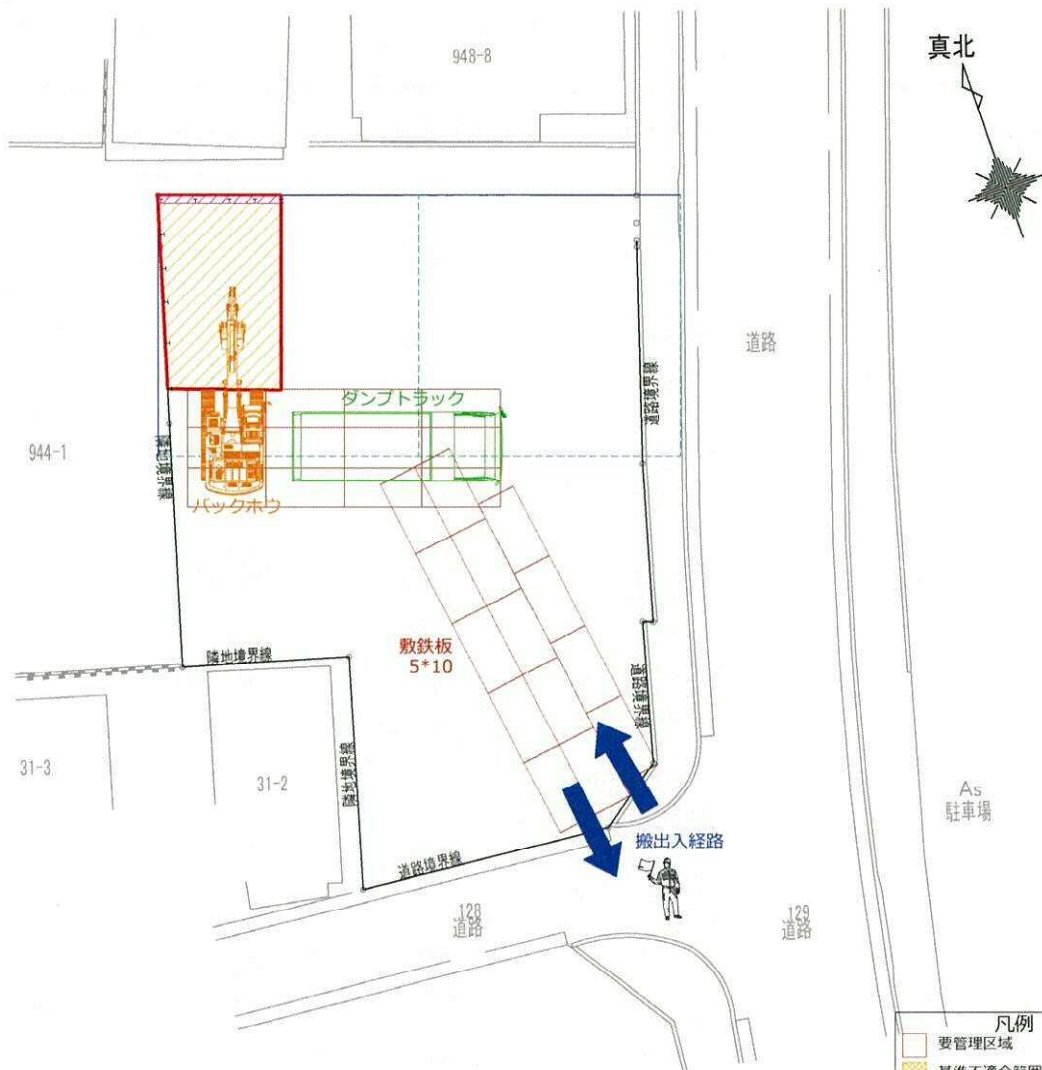 948-8
真北
道路
道路境界線
ダンプトラック
944-1
隣地境界線
バックホウ
敷鉄板
5*10
隣地境界線
道路境界線
31-3
31-2
隣地境界線
As
駐車場
搬出入経路
道路境界線
128
道路
129
道路
凡例
要管理区域